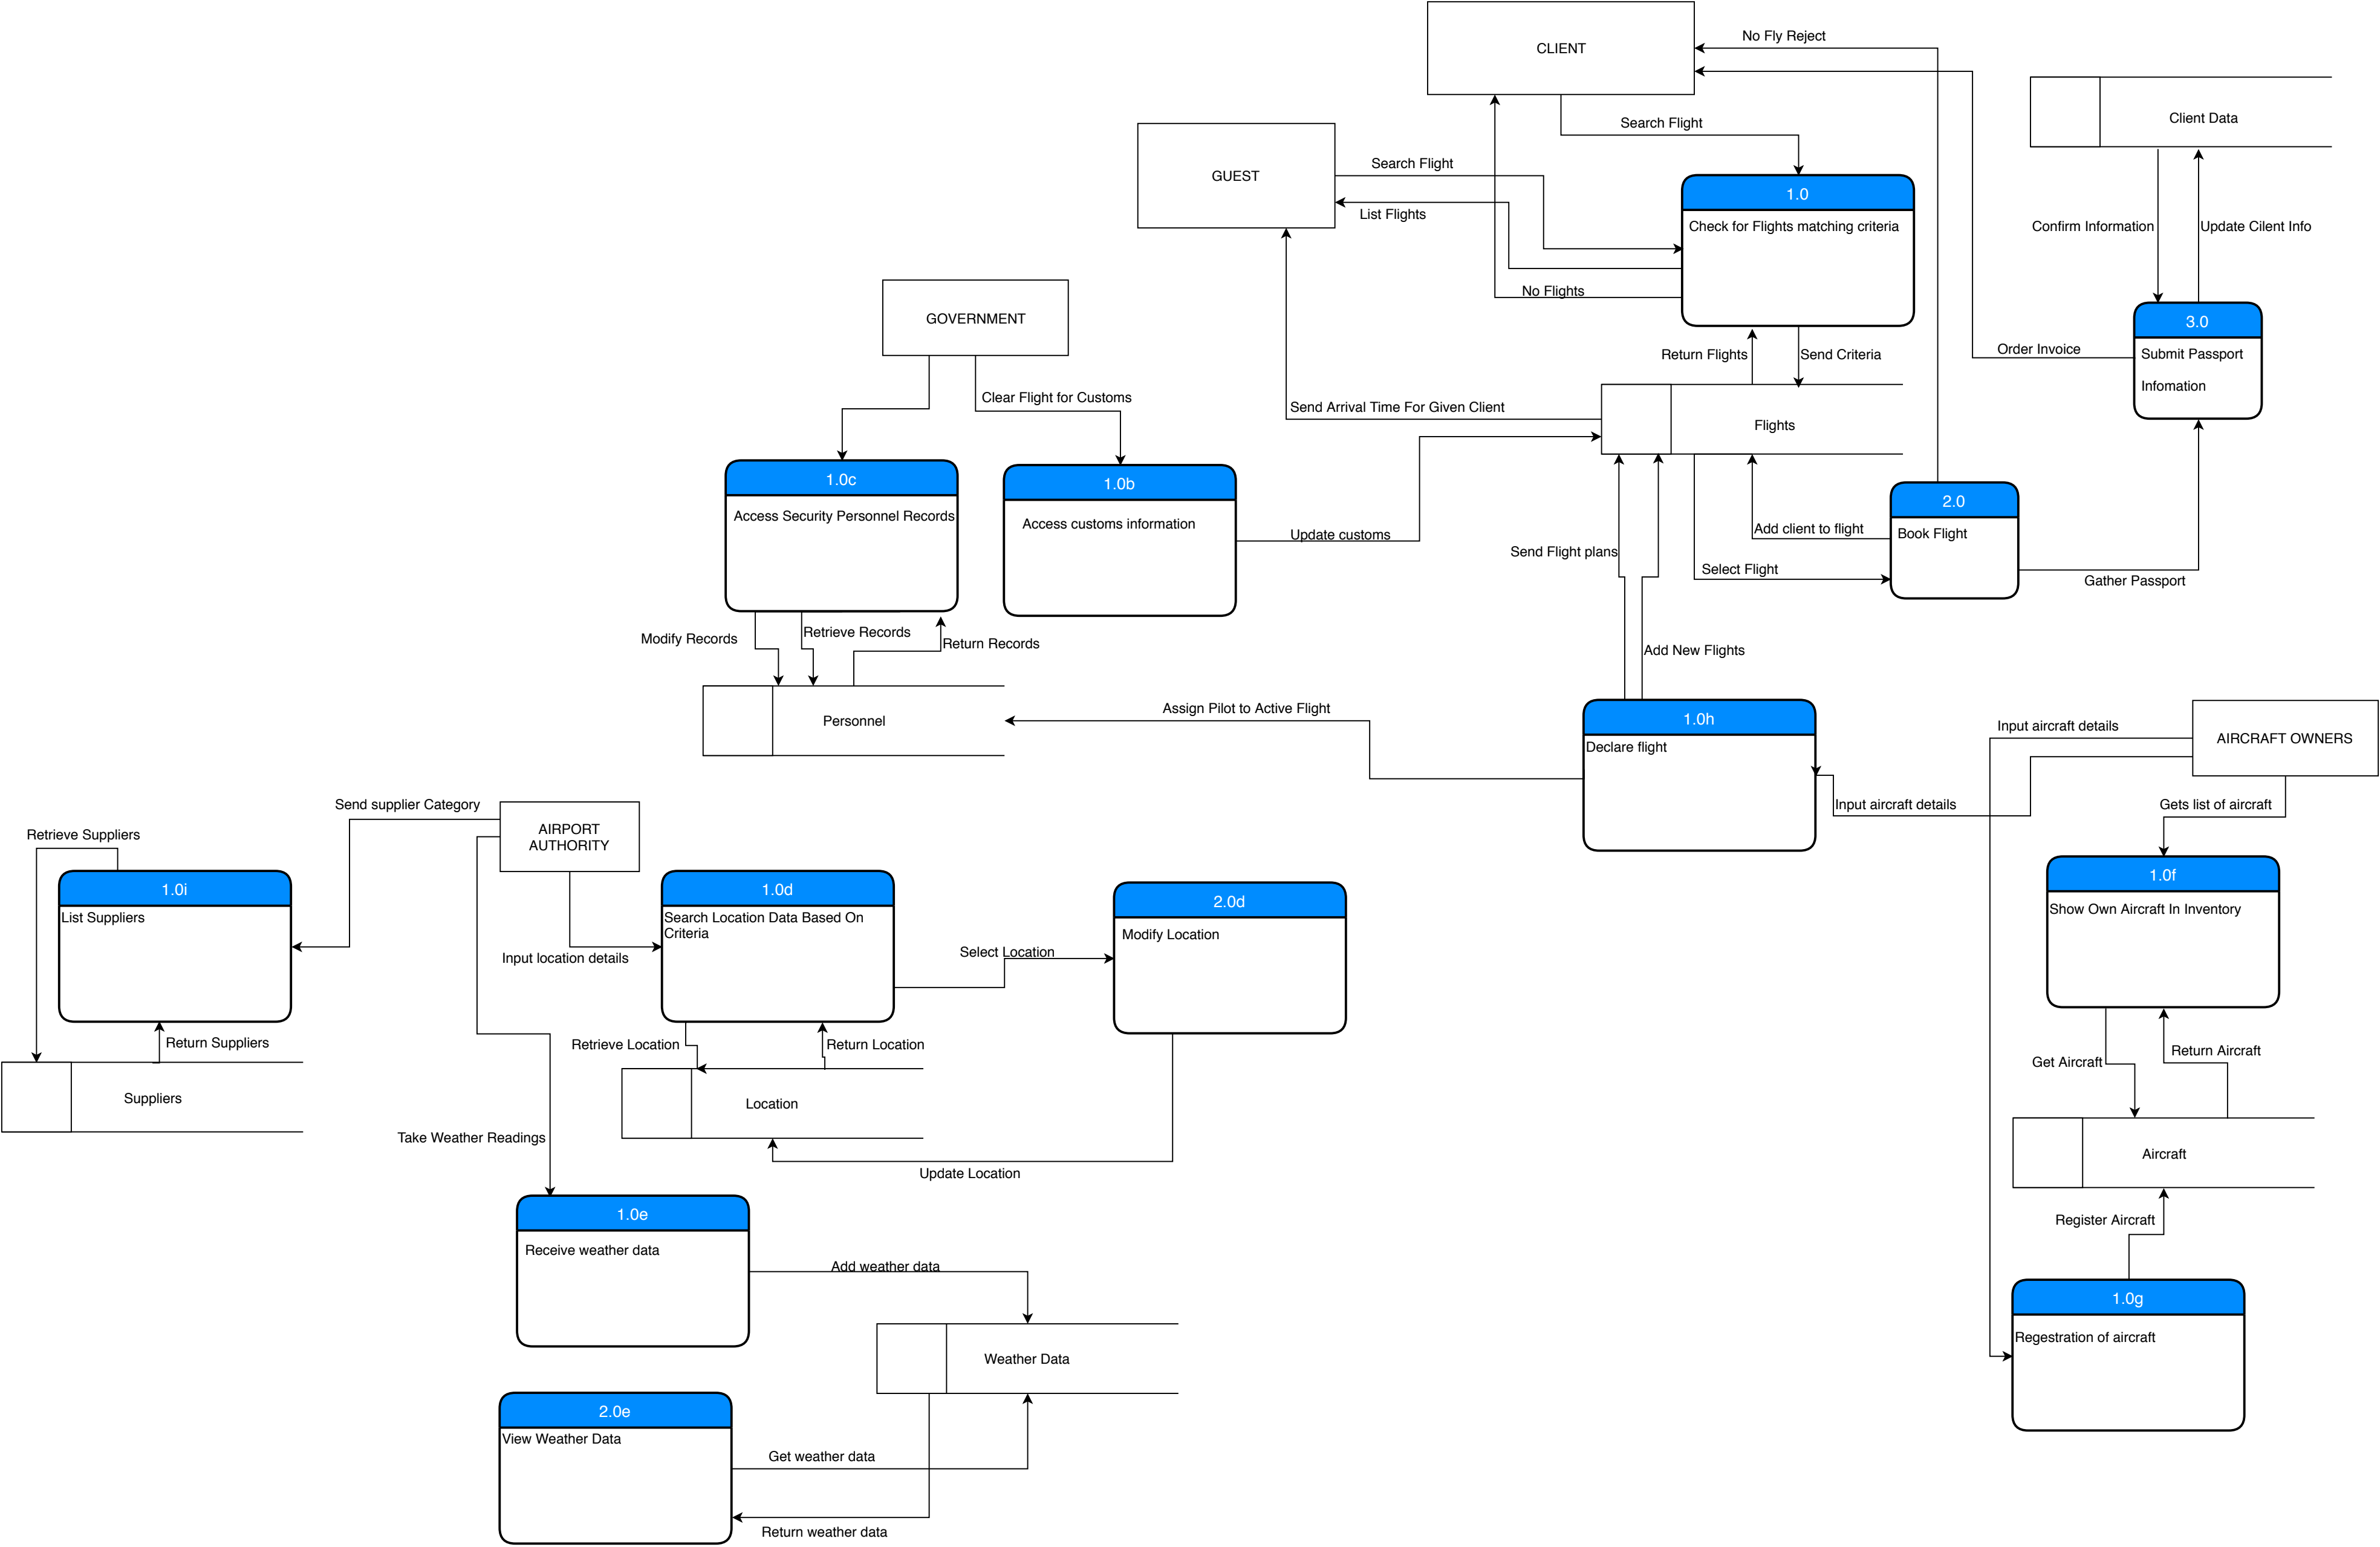 No Fly Reject
CLIENT
Client Data
Search Flight
Search Flight
GUEST
1.0
List Flights
Check for Flights matching criteria
Confirm Information
Update Cilent Info
No Flights
GOVERNMENT
3.0
Order Invoice
Submit Passport
Infomation
Return Flights
Send Criteria
Clear Flight for Customs
Send Arrival Time For Given Client
Flights
1.0c
1.0b
2.0
Access Security Personnel Records
Access customs information
Update customs
Add client to flight
Book Flight
Send Flight plans
Select Flight
Gather Passport
Modify Records
Retrieve Records
Return Records
Add New Flights
Personnel
Assign Pilot to Active Flight
1.0h
Declare flight
Input aircraft details
AIRCRAFT OWNERS
Send supplier Category
Input aircraft details
Gets list of aircraft
Retrieve Suppliers
AIRPORT
AUTHORITY
1.0i
List Suppliers
1.0d
Search Location Data Based On
Criteria
2.0d
Modify Location
1.0f
Show Own Aircraft In Inventory
Input location details
Select Location
Return Suppliers
Retrieve Location
Return Location
Get Aircraft
Return Aircraft
Suppliers
Location
Take Weather Readings
Aircraft
Update Location
1.0e
Receive weather data
Register Aircraft
Add weather data
1.0g
Regestration of aircraft
Weather Data
2.0e
View Weather Data
Get weather data
Return weather data